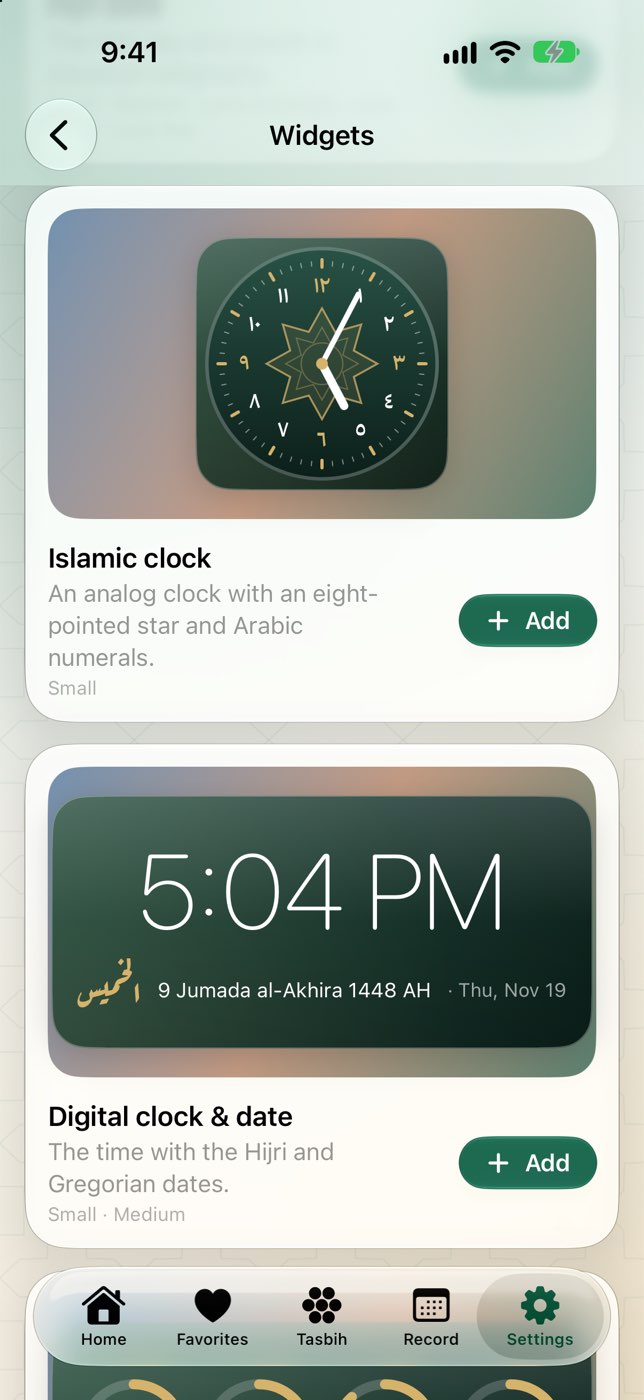 9:41
Widgets
١٢
١١
١
١٠
٢
٩
٣
٨
٤
٧
٥
٦
Islamic clock
An analog clock with an eight-
pointed star and Arabic
numerals.
Small
+ Add
5:04 PM
الخميس 9 Jumada al-Akhira 1448 AH · Thu, Nov 19
Digital clock & date
The time with the Hijri and
Gregorian dates.
Small · Medium
+ Add
Home Favorites Tasbih Record Settings